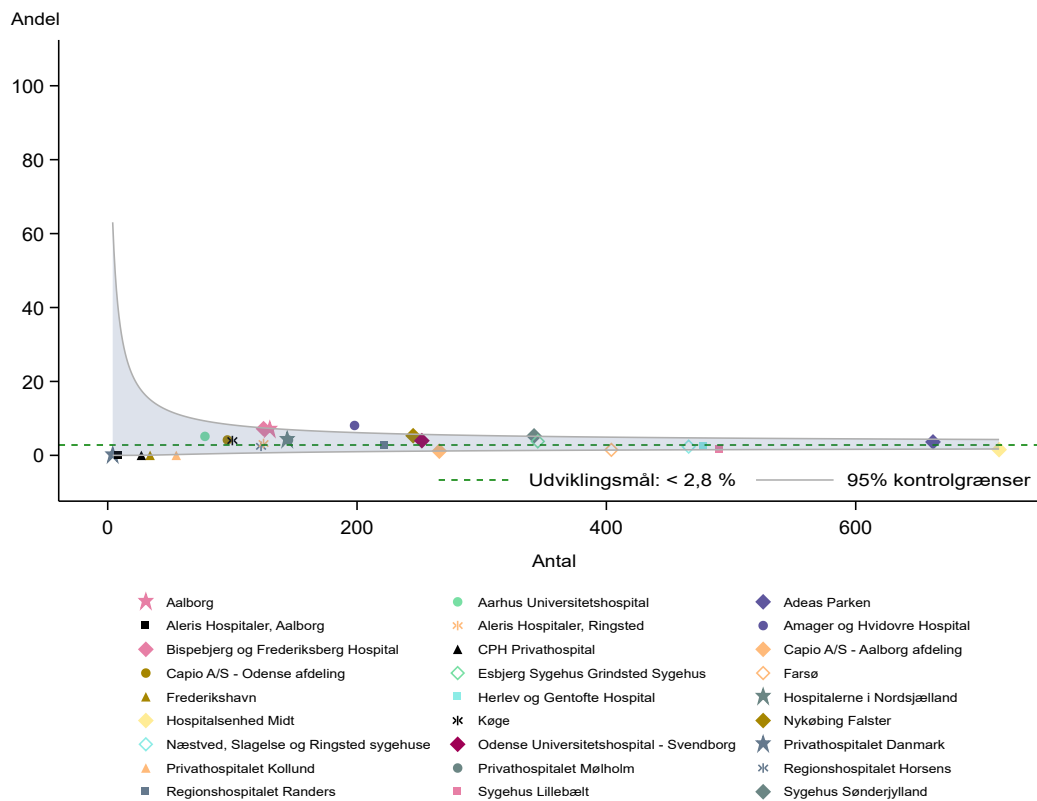 Andel
100
80
60
40
20
0
Udviklingsmål: < 2,8 % 95% kontrolgrænser
0 200 400 600
Antal
Aalborg Aarhus Universitetshospital Adeas Parken
Aleris Hospitaler, Aalborg Aleris Hospitaler, Ringsted Amager og Hvidovre Hospital
Bispebjerg og Frederiksberg Hospital CPH Privathospital Capio A/S - Aalborg afdeling
Capio A/S - Odense afdeling Esbjerg Sygehus Grindsted Sygehus Farsø
Frederikshavn Herlev og Gentofte Hospital Hospitalerne i Nordsjælland
Hospitalsenhed Midt Køge Nykøbing Falster
Næstved, Slagelse og Ringsted sygehuse Odense Universitetshospital - Svendborg Privathospitalet Danmark
Privathospitalet Kollund Privathospitalet Mølholm Regionshospitalet Horsens
Regionshospitalet Randers Sygehus Lillebælt Sygehus Sønderjylland